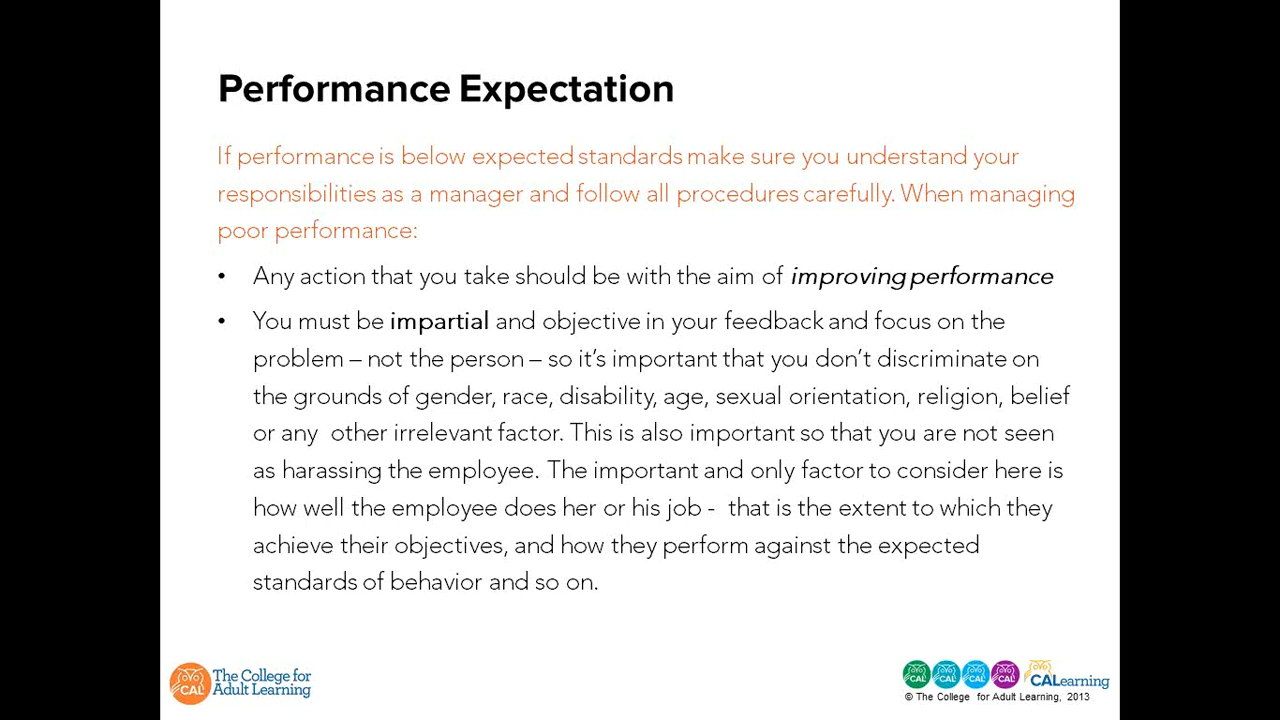 Performance Expectation
If performance is below expected standards make sure you understand your
responsibilities as a manager and follow all procedures carefully. When managing
poor performance:
• Any action that you take should be with the aim of improving performance
• You must be impartial and objective in your feedback and focus on the
problem – not the person – so it's important that you don't discriminate on
the grounds of gender, race, disability, age, sexual orientation, religion, belief
or any  other irrelevant factor. This is also important so that you are not seen
as harassing the employee. The important and only factor to consider here is
how well the employee does her or his job -  that is the extent to which they
achieve their objectives, and how they perform against the expected
standards of behavior and so on.
CAL
The College for
Adult Learning
CAL CAL CAL CAL CALearning
© The College  for Adult Learning, 2013